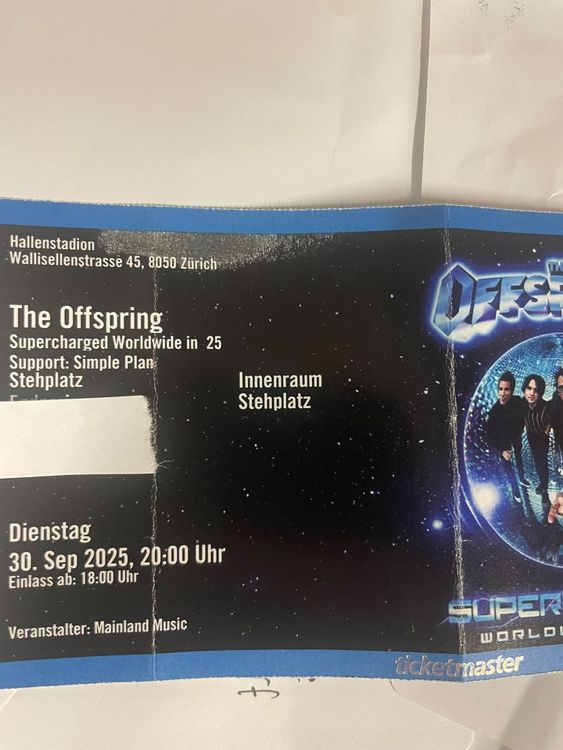 Hallenstadion
Wallisellenstrasse 45, 8050 Zürich
The Offspring
Supercharged Worldwide in 25
Support: Simple Plan
Stehplatz
Innenraum
Stehplatz
Dienstag
30. Sep 2025, 20:00 Uhr
Einlass ab: 18:00 Uhr
Veranstalter: Mainland Music
ticketmaster